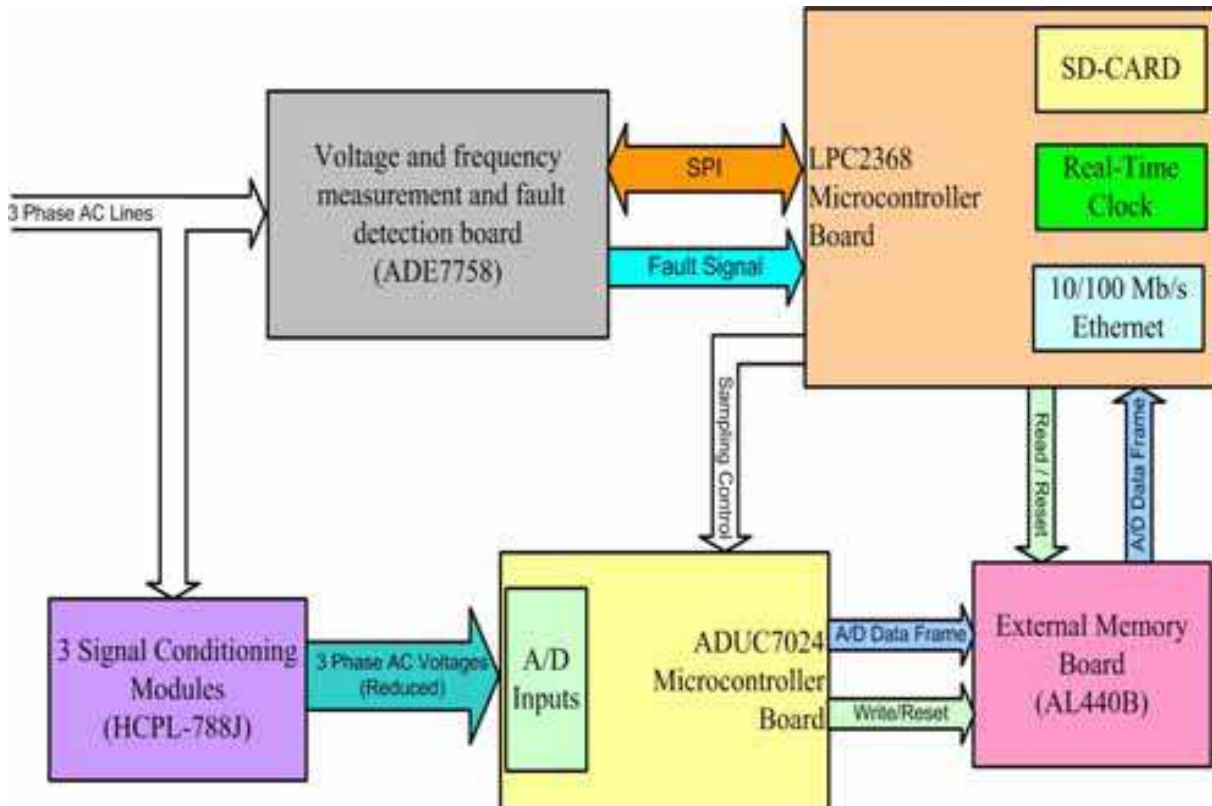 SD-CARD
Voltage and frequency
measurement and fault
detection board
(ADE7758)
SPI
LPC2368
Microcontroller
Board
Real-Time
Clock
3 Phase AC Lines
Fault Signal
10/100 Mb/s
Ethernet
Sampling Control
Read / Reset
A/D Data Frame
3 Signal Conditioning
Modules
(HCPL-788J)
3 Phase AC Voltages
(Reduced)
A/D
Inputs
ADUC7024
Microcontroller
Board
A/D Data Frame
Write/Reset
External Memory
Board
(AL440B)